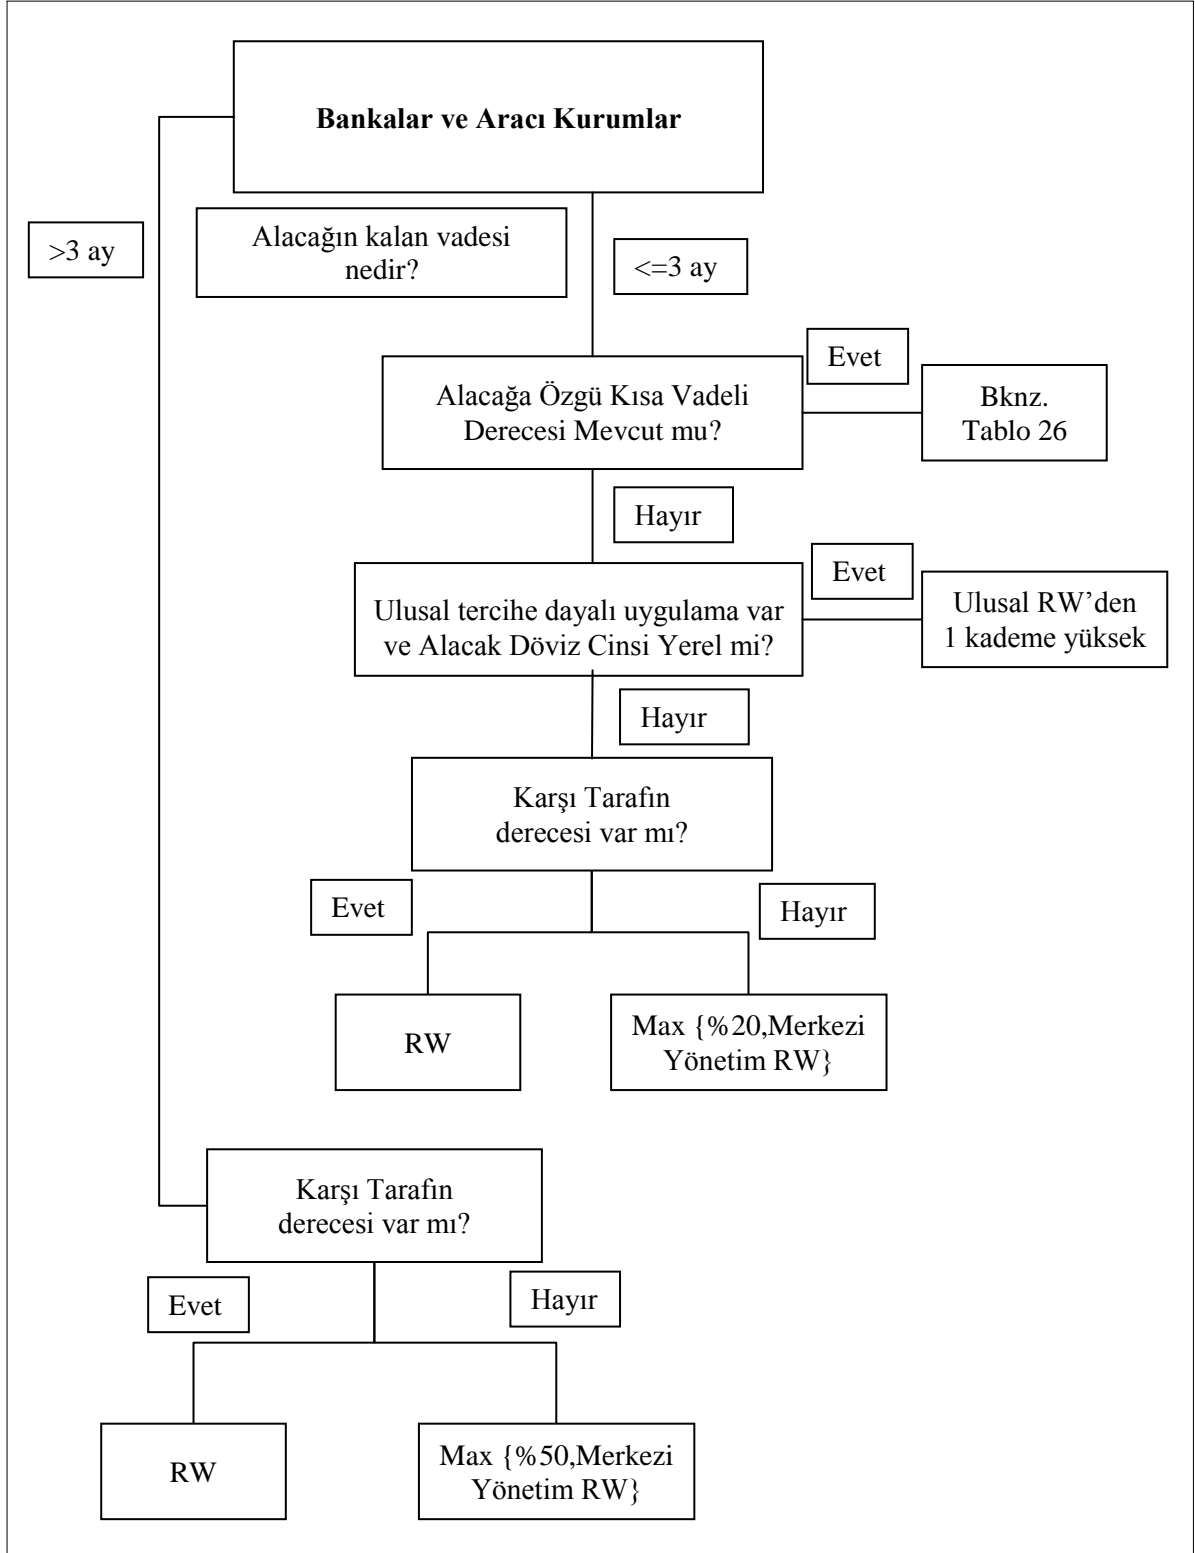 Bankalar ve Aracı Kurumlar
>3 ay
Alacağın kalan vadesi
nedir?
<=3 ay
Evet
Alacağa Özgü Kısa Vadeli
Derecesi Mevcut mu?
Bknz.
Tablo 26
Hayır
Evet
Ulusal tercihe dayalı uygulama var
ve Alacak Döviz Cinsi Yerel mi?
Ulusal RW’den
1 kademe yüksek
Hayır
Karşı Tarafın
derecesi var mı?
Evet
Hayır
RW
Max {%20,Merkezi
Yönetim RW}
Karşı Tarafın
derecesi var mı?
Evet
Hayır
RW
Max {%50,Merkezi
Yönetim RW}